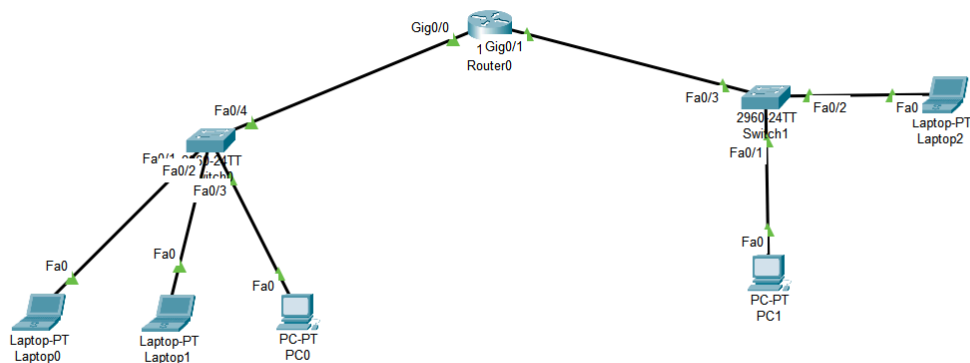 Gig0/0
1 Gig0/1
Router0
Fa0/4
Fa0/3
2960-24TT
Switch1
Fa0/2
Fa0
Laptop-PT
Laptop2
Fa0/1
Fa0/1
Fa0/2
Fa0/3
Fa0
Fa0
Fa0
Fa0
Laptop-PT
Laptop0
Laptop-PT
Laptop1
PC-PT
PC0
PC-PT
PC1